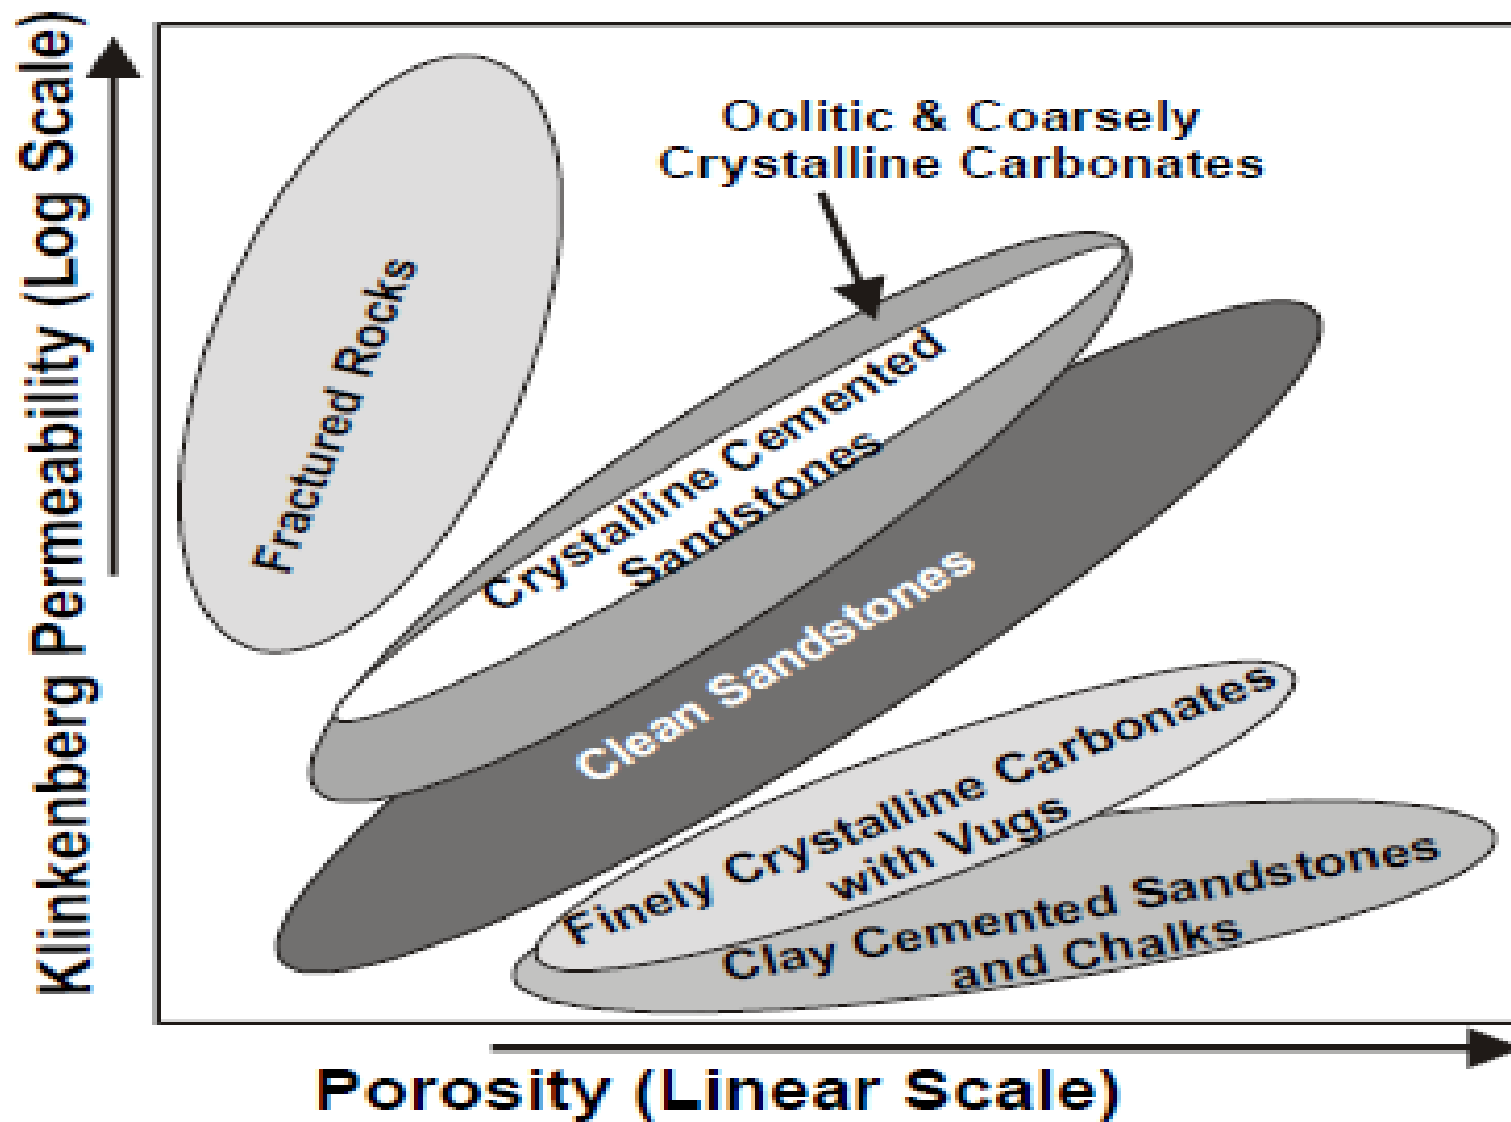 Klinkenberg Permeability (Log Scale)
Oolitic & Coarsely
Crystalline Carbonates
Fractured Rocks
Crystalline Cemented
Sandstones
Clean Sandstones
Finely Crystalline Carbonates
with Vugs
Clay Cemented Sandstones
and Chalks
Porosity (Linear Scale)